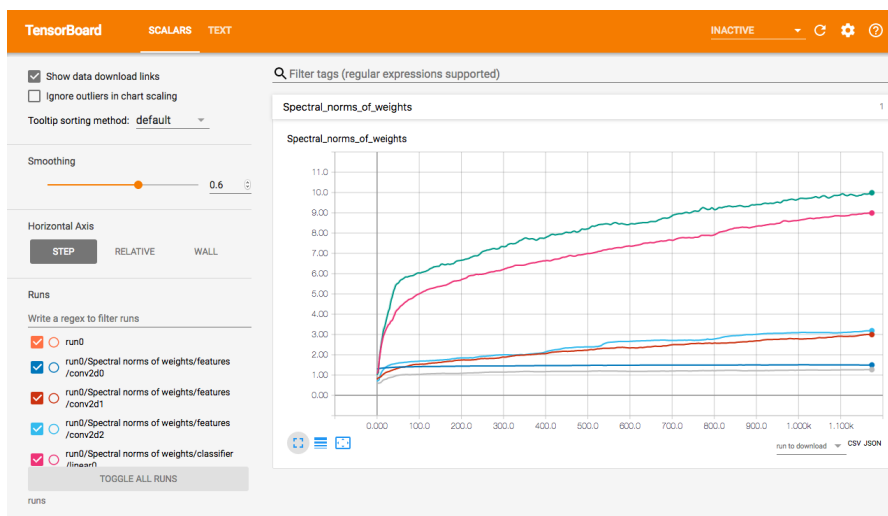 TensorBoard
SCALARS
TEXT
INACTIVE
Show data download links
Ignore outliers in chart scaling
Tooltip sorting method: default
Smoothing
0.6
Horizontal Axis
STEP
RELATIVE
WALL
Runs
Write a regex to filter runs
run0
run0/Spectral norms of weights/features
/conv2d0
run0/Spectral norms of weights/features
/conv2d1
run0/Spectral norms of weights/features
/conv2d2
run0/Spectral norms of weights/classifier
/linear0
TOGGLE ALL RUNS
runs
Filter tags (regular expressions supported)
Spectral_norms_of_weights
1
Spectral_norms_of_weights
11.0
10.0
9.00
8.00
7.00
6.00
5.00
4.00
3.00
2.00
1.00
0.00
0.000 100.0 200.0 300.0 400.0 500.0 600.0 700.0 800.0 900.0 1.000k 1.100k
run to download
CSV JSON